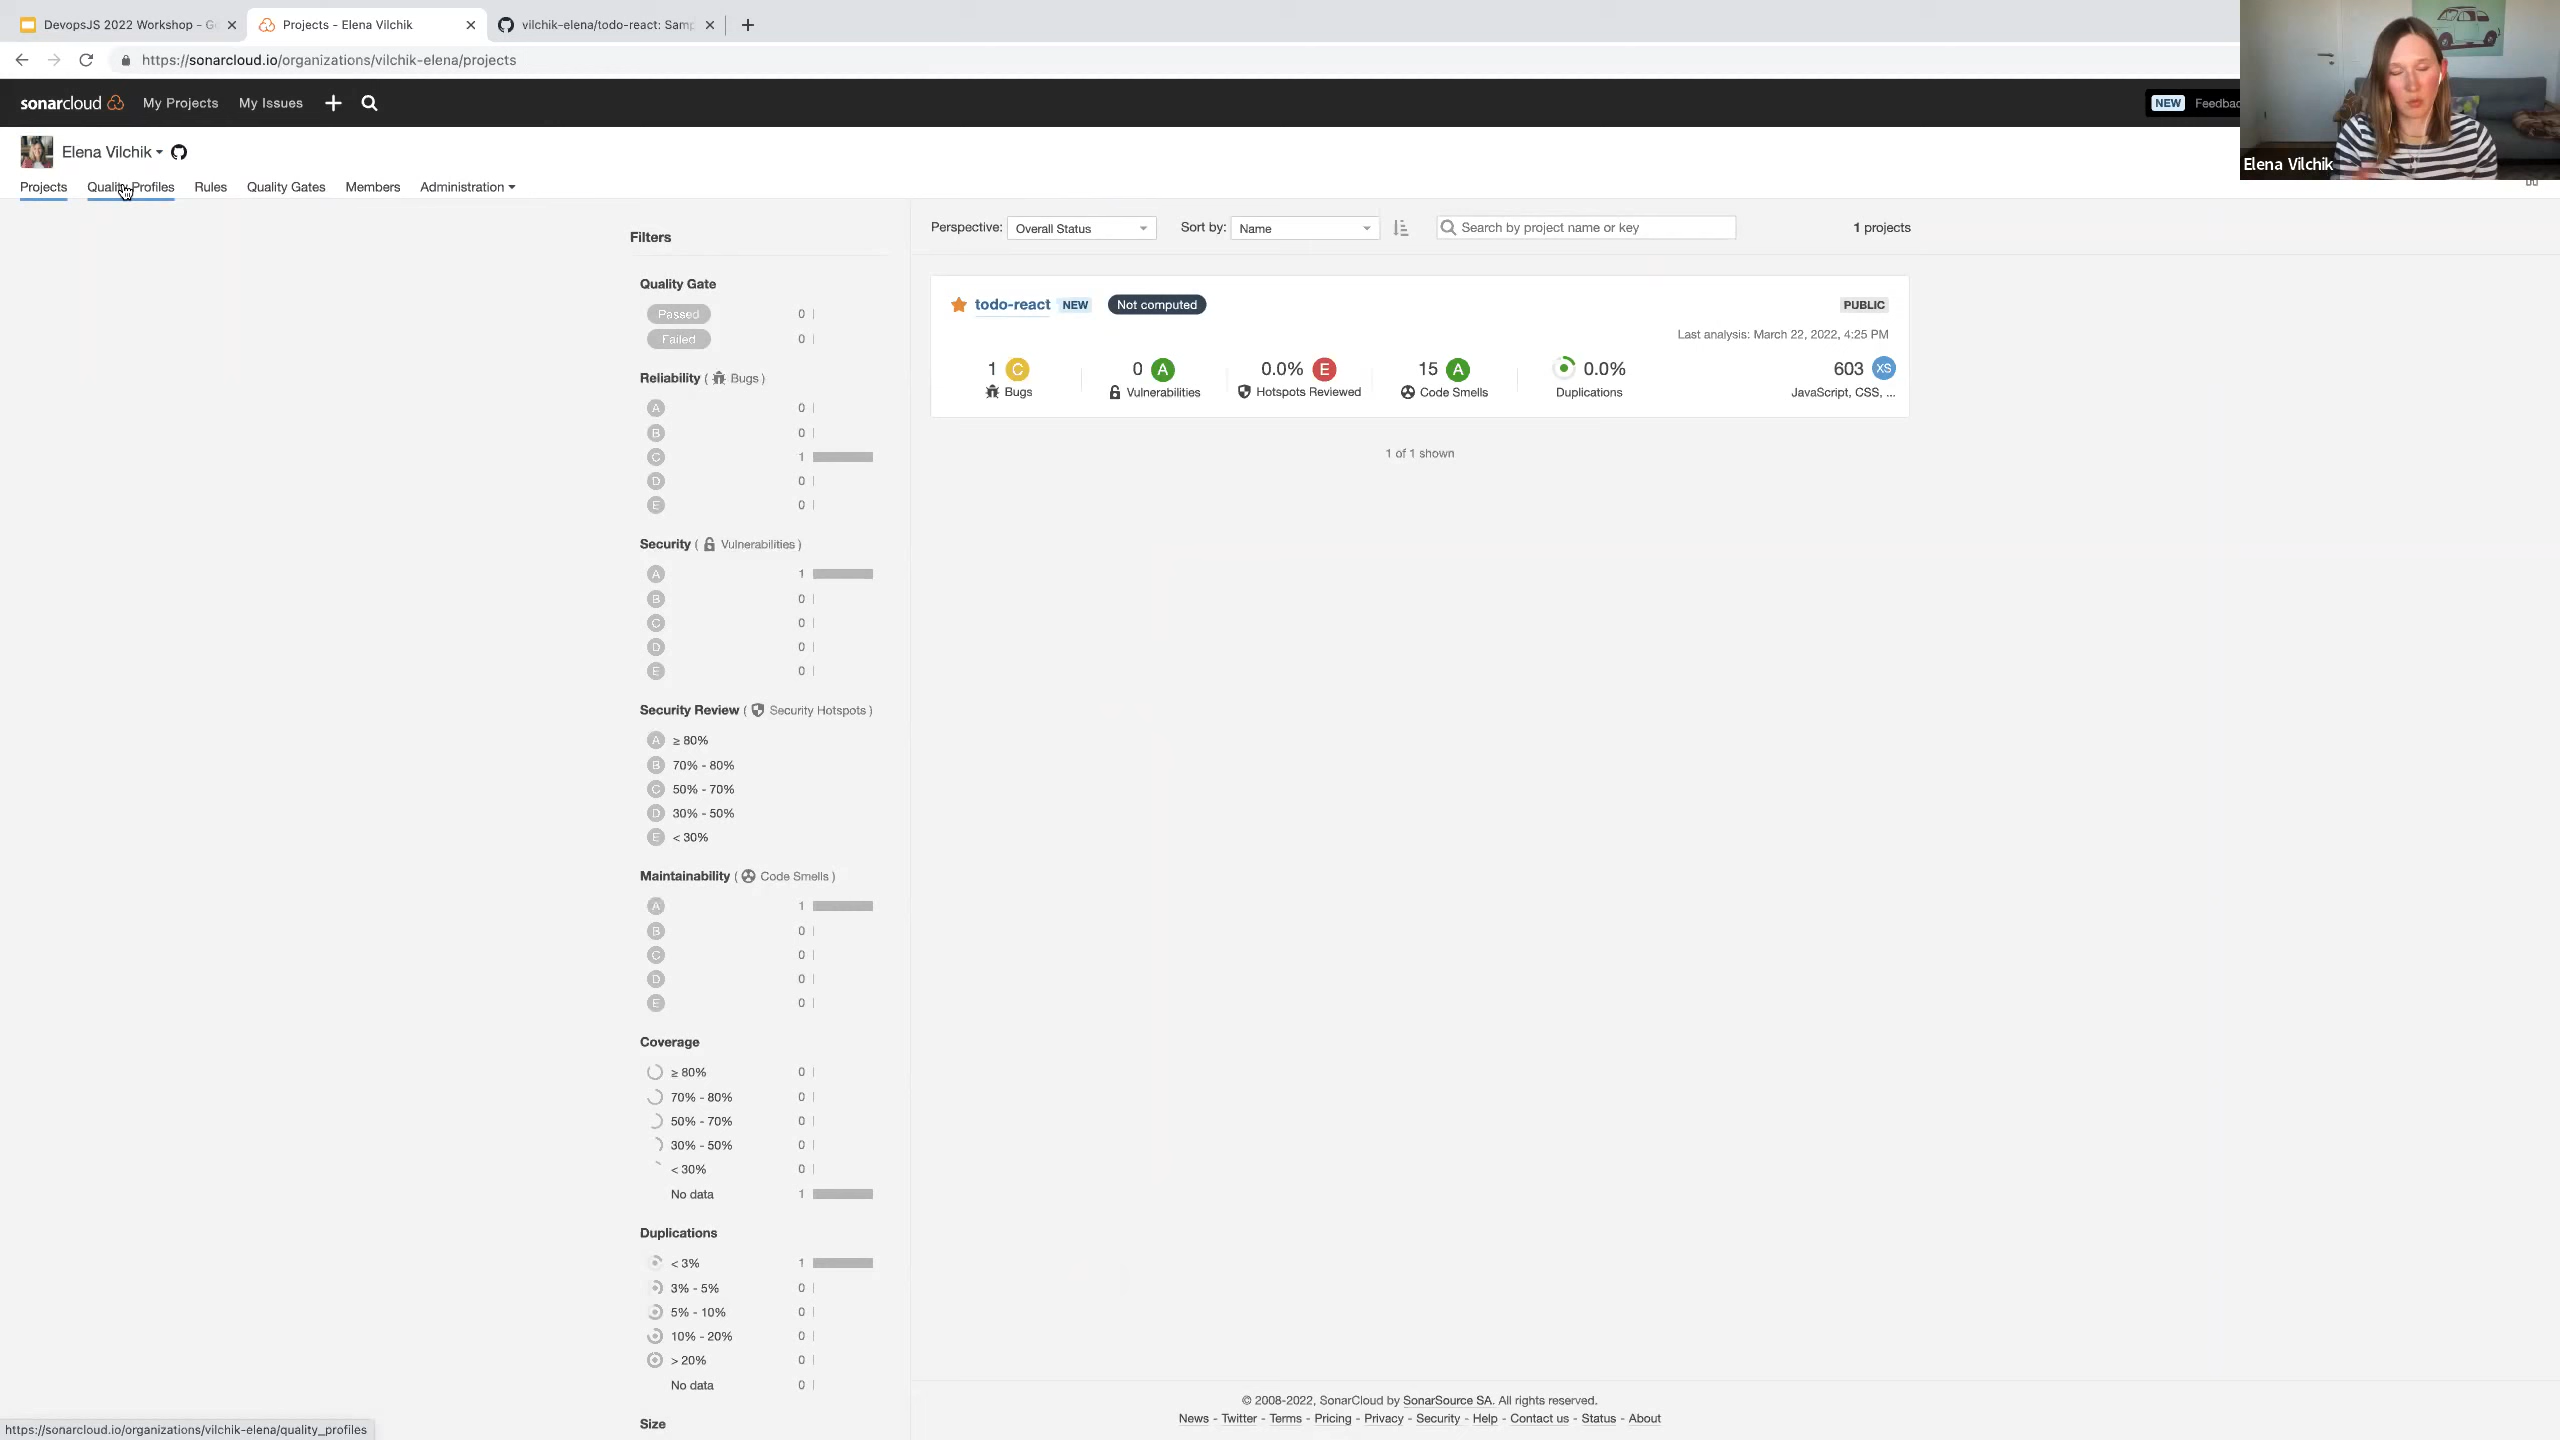 DevopsJS 2022 Workshop - G
Projects - Elena Vilchik
vilchik-elena/todo-react: Sam
https://sonarcloud.io/organizations/vilchik-elena/projects
sonarcloud My Projects My Issues
NEW Feedbac
Elena Vilchik
Elena Vilchik
Projects Quality Profiles Rules Quality Gates Members Administration
Filters
Perspective: Overall Status Sort by: Name Search by project name or key 1 projects
Quality Gate
Passed 0
Failed 0
Reliability ( Bugs )
A 0
B 0
C 1
D 0
E 0
Security ( Vulnerabilities )
A 1
B 0
C 0
D 0
E 0
Security Review ( Security Hotspots )
A ≥ 80%
B 70% - 80%
C 50% - 70%
D 30% - 50%
E < 30%
Maintainability ( Code Smells )
A 1
B 0
C 0
D 0
E 0
Coverage
≥ 80% 0
70% - 80% 0
50% - 70% 0
30% - 50% 0
< 30% 0
No data 1
Duplications
< 3% 1
3% - 5% 0
5% - 10% 0
10% - 20% 0
> 20% 0
No data 0
Size
todo-react NEW Not computed PUBLIC
Last analysis: March 22, 2022, 4:25 PM
1 C 0 A 0.0% E 15 A 0.0% 603 XS
Bugs Vulnerabilities Hotspots Reviewed Code Smells Duplications JavaScript, CSS, ...
1 of 1 shown
© 2008-2022, SonarCloud by SonarSource SA. All rights reserved.
News - Twitter - Terms - Pricing - Privacy - Security - Help - Contact us - Status - About
https://sonarcloud.io/organizations/vilchik-elena/quality_profiles